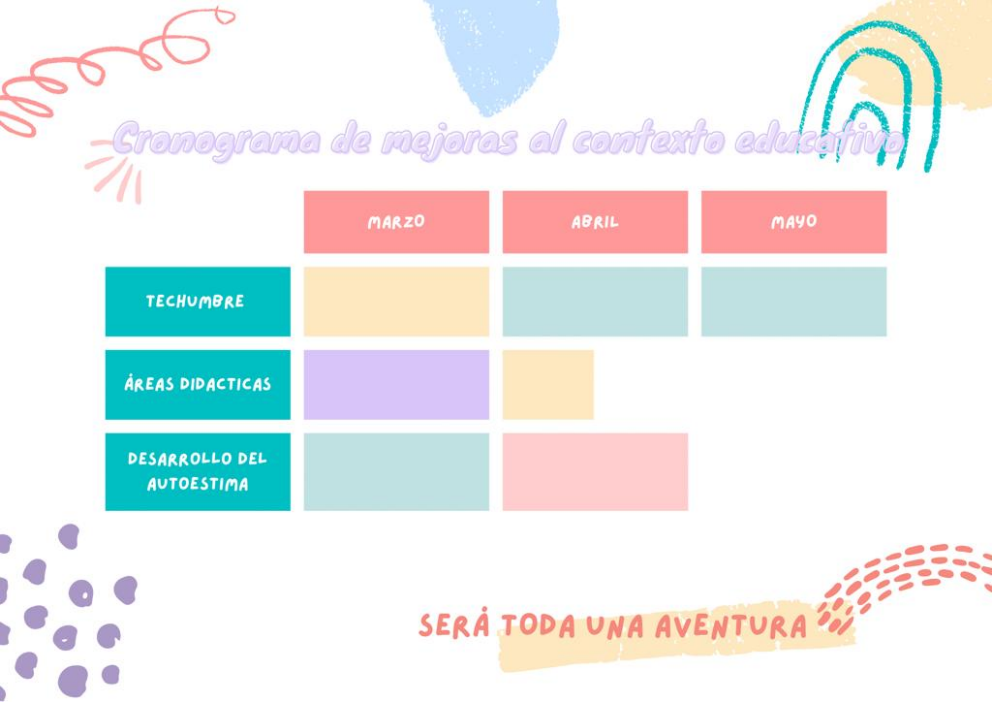 Cronograma de mejoras al contexto educativo
MARZO ABRIL MAYO
TECHUMBRE
ÁREAS DIDACTICAS
DESARROLLO DEL
AUTOESTIMA
SERÁ TODA UNA AVENTURA